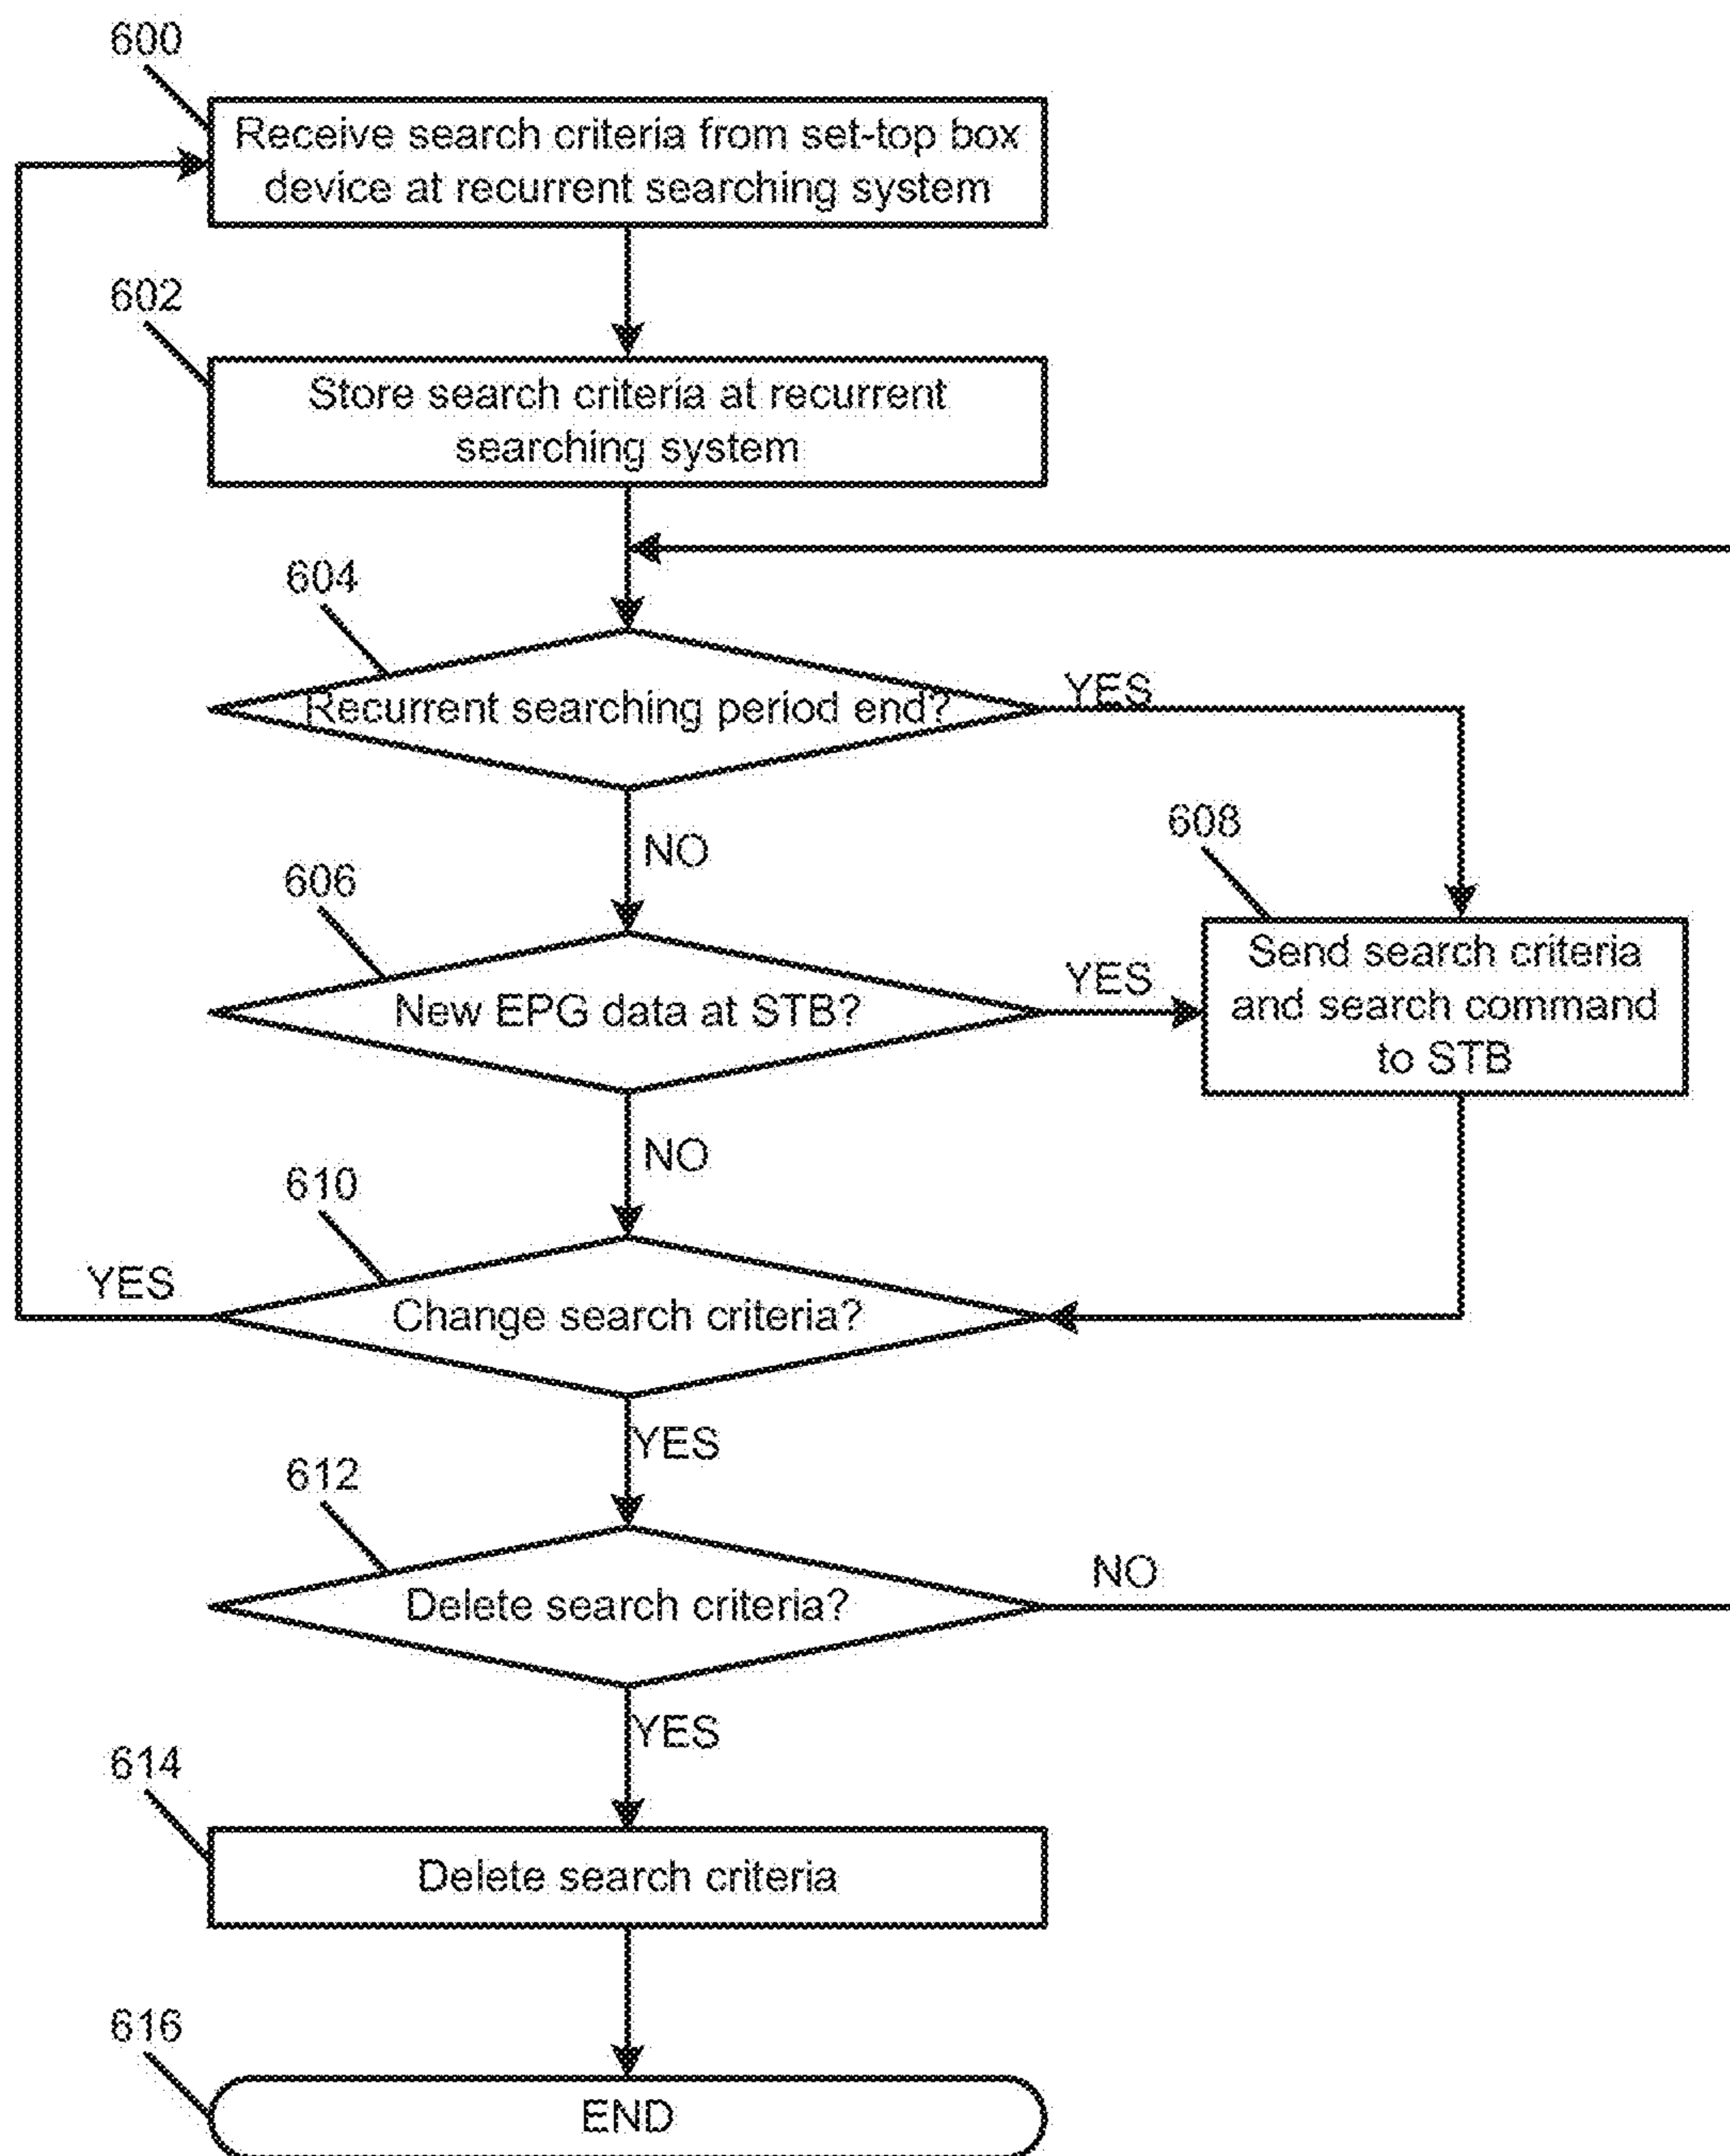 600
Receive search criteria from set-top box
device at recurrent searching system
602
Store search criteria at recurrent
searching system
604
Recurrent searching period end?
YES
NO
608
Send search criteria
and search command
to STB
606
New EPG data at STB?
YES
NO
610
YES
Change search criteria?
YES
612
Delete search criteria?
NO
YES
614
Delete search criteria
616
END